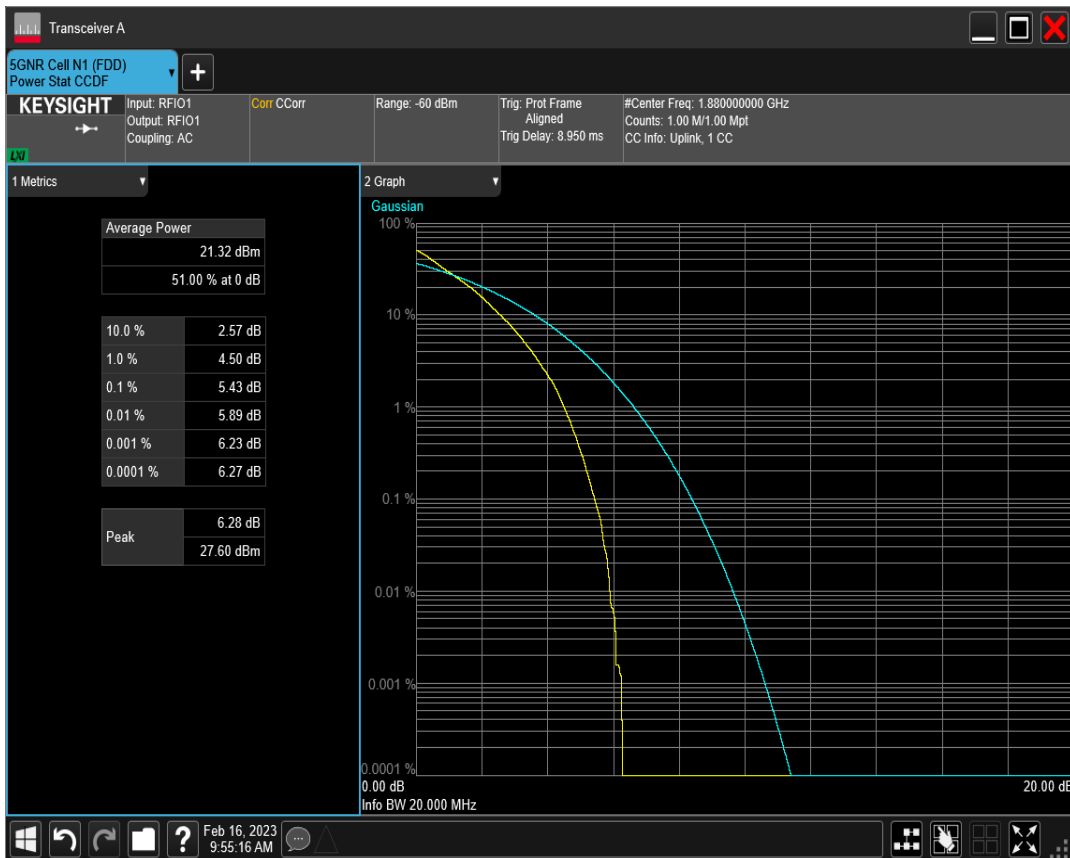 Transceiver A
5GNR Cell N1 (FDD)
Power Stat CCDF
+
KEYSIGHT
LXI
Input: RFIO1
Output: RFIO1
Coupling: AC
Corr CCorr
Range: -60 dBm
Trig: Prot Frame
Aligned
Trig Delay: 8.950 ms
#Center Freq: 1.880000000 GHz
Counts: 1.00 M/1.00 Mpt
CC Info: Uplink, 1 CC
1 Metrics
Average Power
21.32 dBm
51.00 % at 0 dB
10.0 % 2.57 dB
1.0 % 4.50 dB
0.1 % 5.43 dB
0.01 % 5.89 dB
0.001 % 6.23 dB
0.0001 % 6.27 dB
Peak 6.28 dB
27.60 dBm
2 Graph
Gaussian
100 %
10 %
1 %
0.1 %
0.01 %
0.001 %
0.0001 %
0.00 dB 20.00 dB
Info BW 20.000 MHz
? Feb 16, 2023
9:55:16 AM